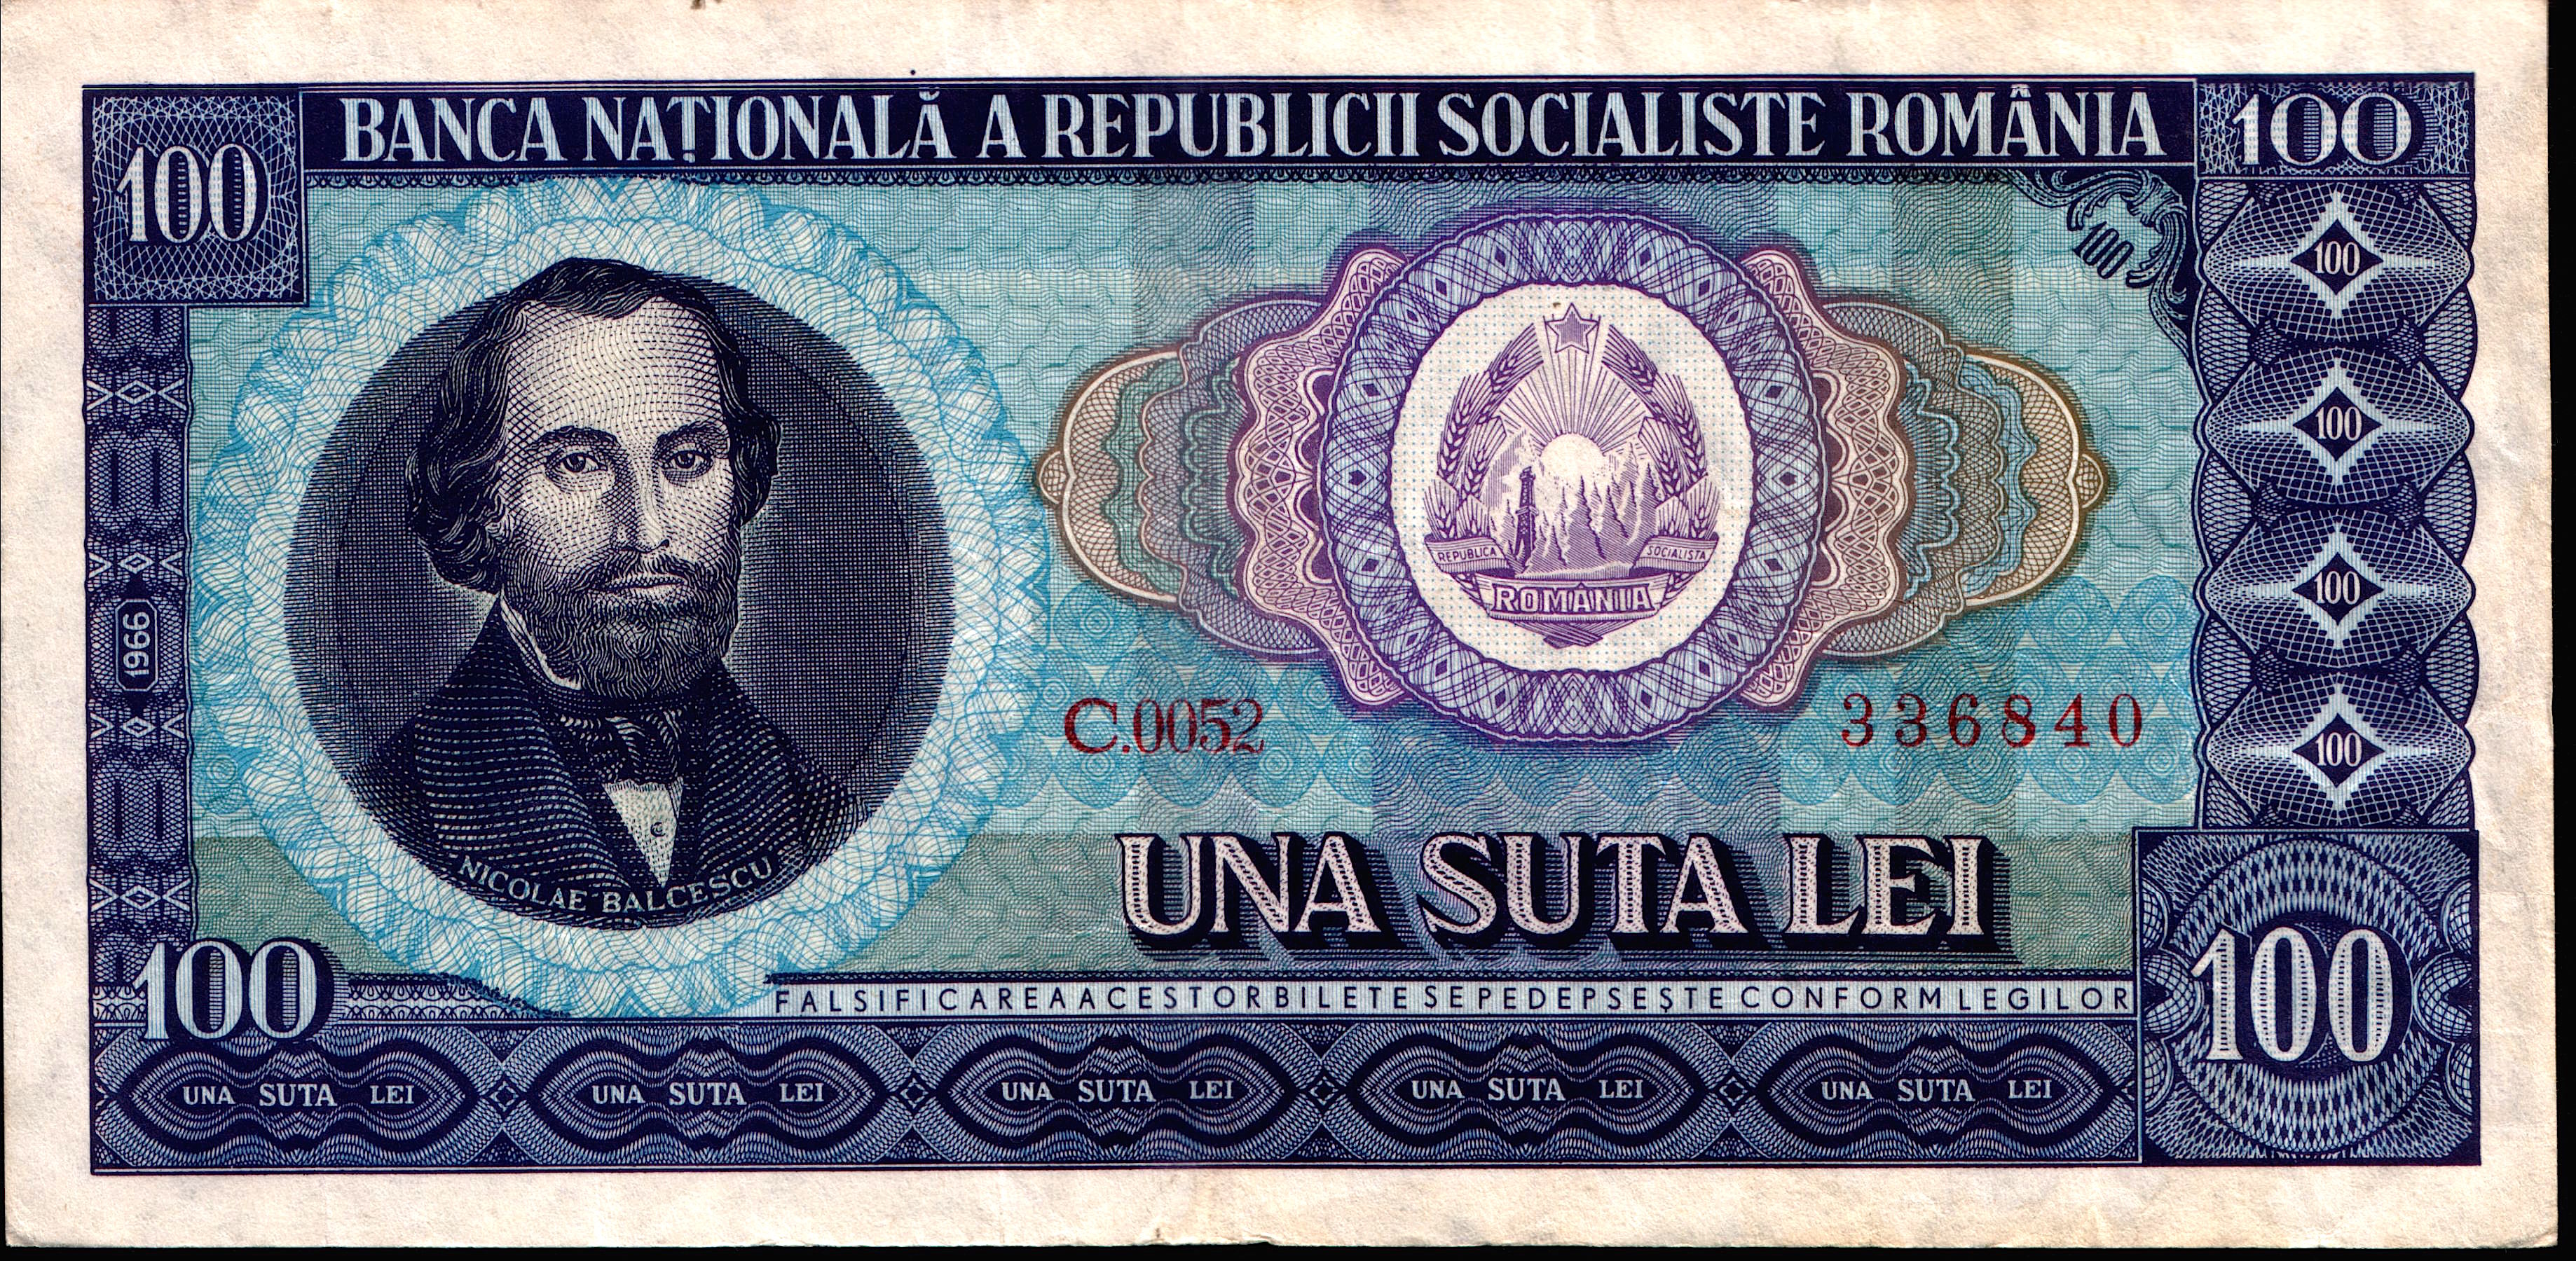 BANCA NAȚIONALĂ A REPUBLICII SOCIALISTE ROMÂNIA
100
100
100
100
100
100
100
REPUBLICA SOCIALISTA
ROMÂNIA
1966
C.0052
336840
NICOLAE BALCESCU
UNA SUTA LEI
100
100
FALSIFICAREA ACESTOR BILETE SE PEDEPSEȘTE CONFORM LEGILOR
UNA SUTA LEI UNA SUTA LEI UNA SUTA LEI UNA SUTA LEI UNA SUTA LEI